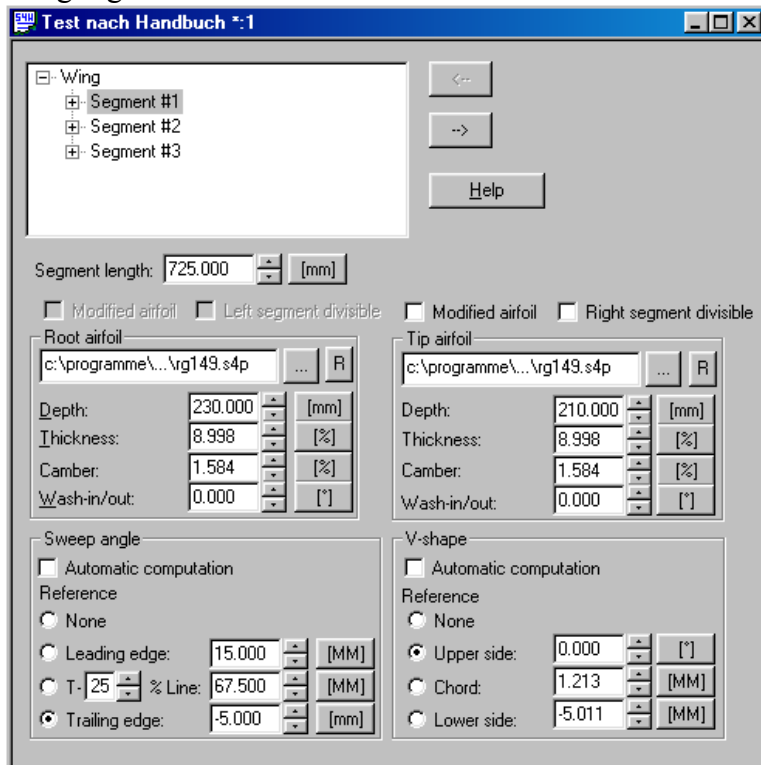 Test nach Handbuch *:1
Wing
Segment #1
Segment #2
Segment #3
<--
-->
Help
Segment length: 725.000 [mm]
Modified airfoil Left segment divisible Modified airfoil Right segment divisible
Root airfoil
c:\programme\...\rg149.s4p ... R
Depth: 230.000 [mm]
Thickness: 8.998 [%]
Camber: 1.584 [%]
Wash-in/out: 0.000 [°]
Tip airfoil
c:\programme\...\rg149.s4p ... R
Depth: 210.000 [mm]
Thickness: 8.998 [%]
Camber: 1.584 [%]
Wash-in/out: 0.000 [°]
Sweep angle
Automatic computation
Reference
None
Leading edge: 15.000 [MM]
T- 25 % Line: 67.500 [MM]
Trailing edge: -5.000 [mm]
V-shape
Automatic computation
Reference
None
Upper side: 0.000 [°]
Chord: 1.213 [MM]
Lower side: -5.011 [MM]